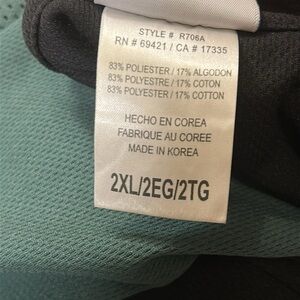 STYLE # R706A
RN # 69421 / CA # 17335
83% POLIESTER / 17% ALGODON
83% POLYESTRE / 17% COTON
83% POLYESTER / 17% COTTON
HECHO EN COREA
FABRIQUE AU COREE
MADE IN KOREA
2XL/2EG/2TG